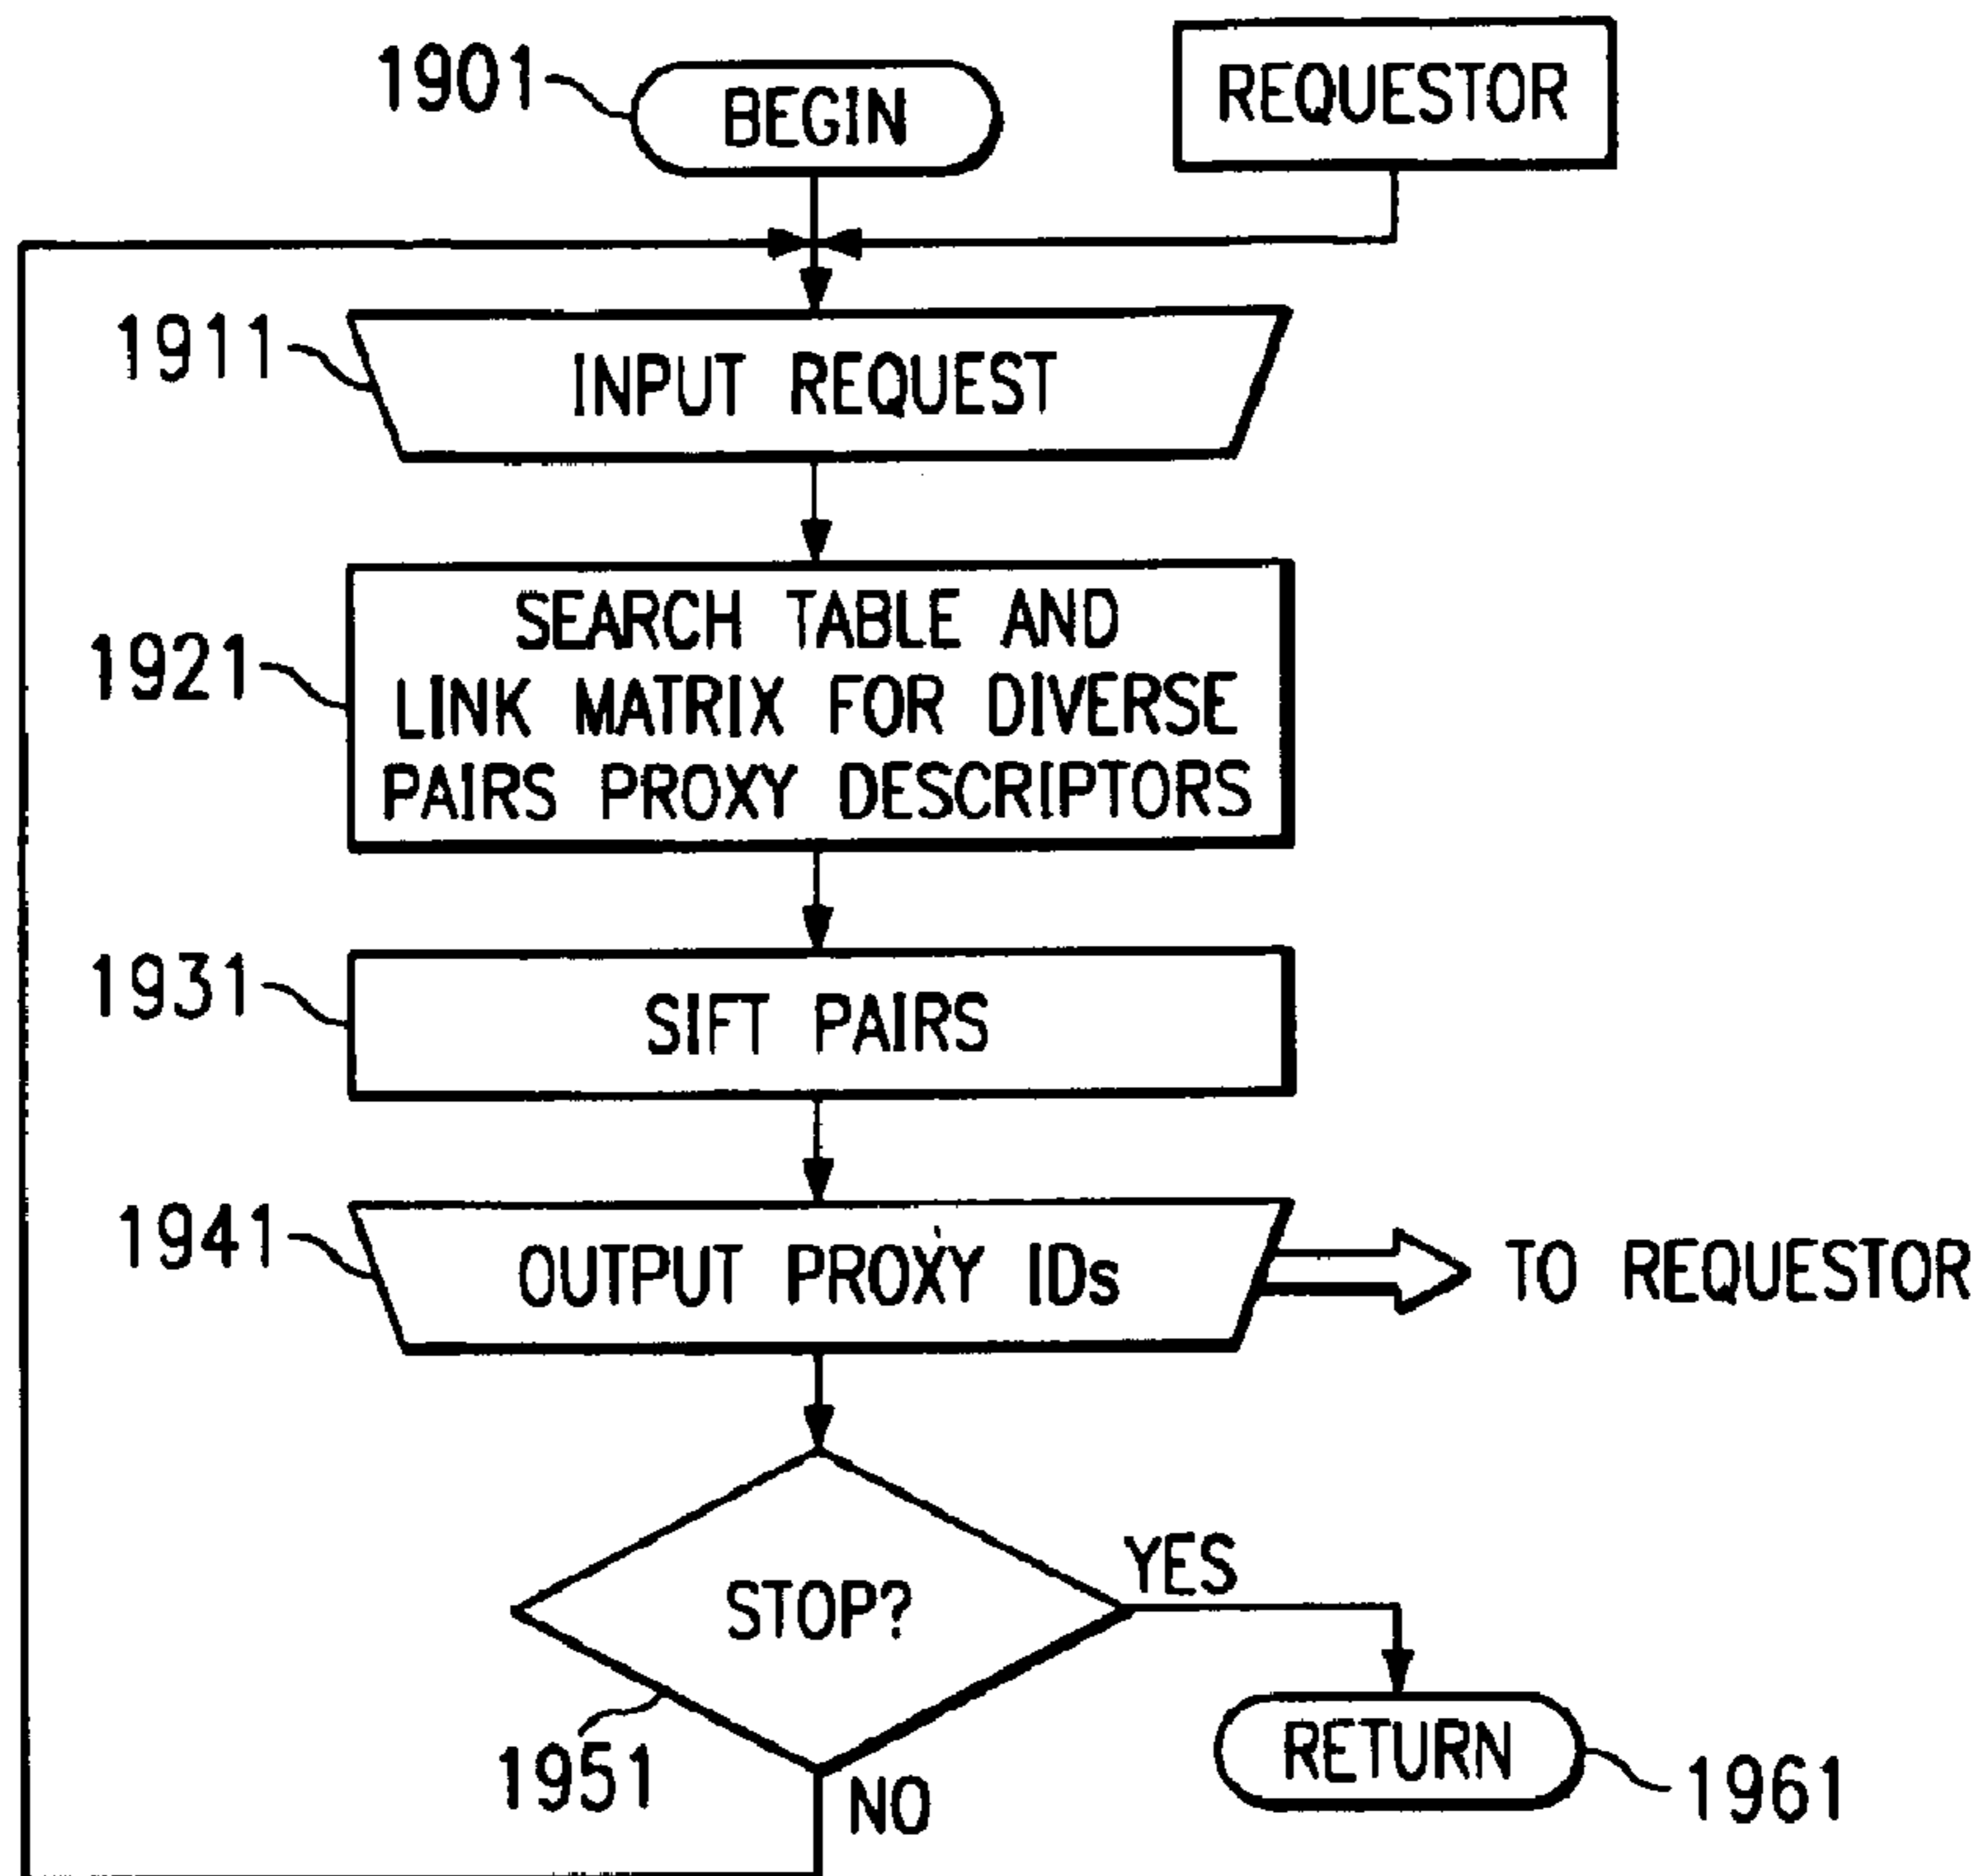 1901
BEGIN
REQUESTOR
1911
INPUT REQUEST
1921
SEARCH TABLE AND
LINK MATRIX FOR DIVERSE
PAIRS PROXY DESCRIPTORS
1931
SIFT PAIRS
1941
OUTPUT PROXY IDs
TO REQUESTOR
STOP?
YES
1951
NO
RETURN
1961